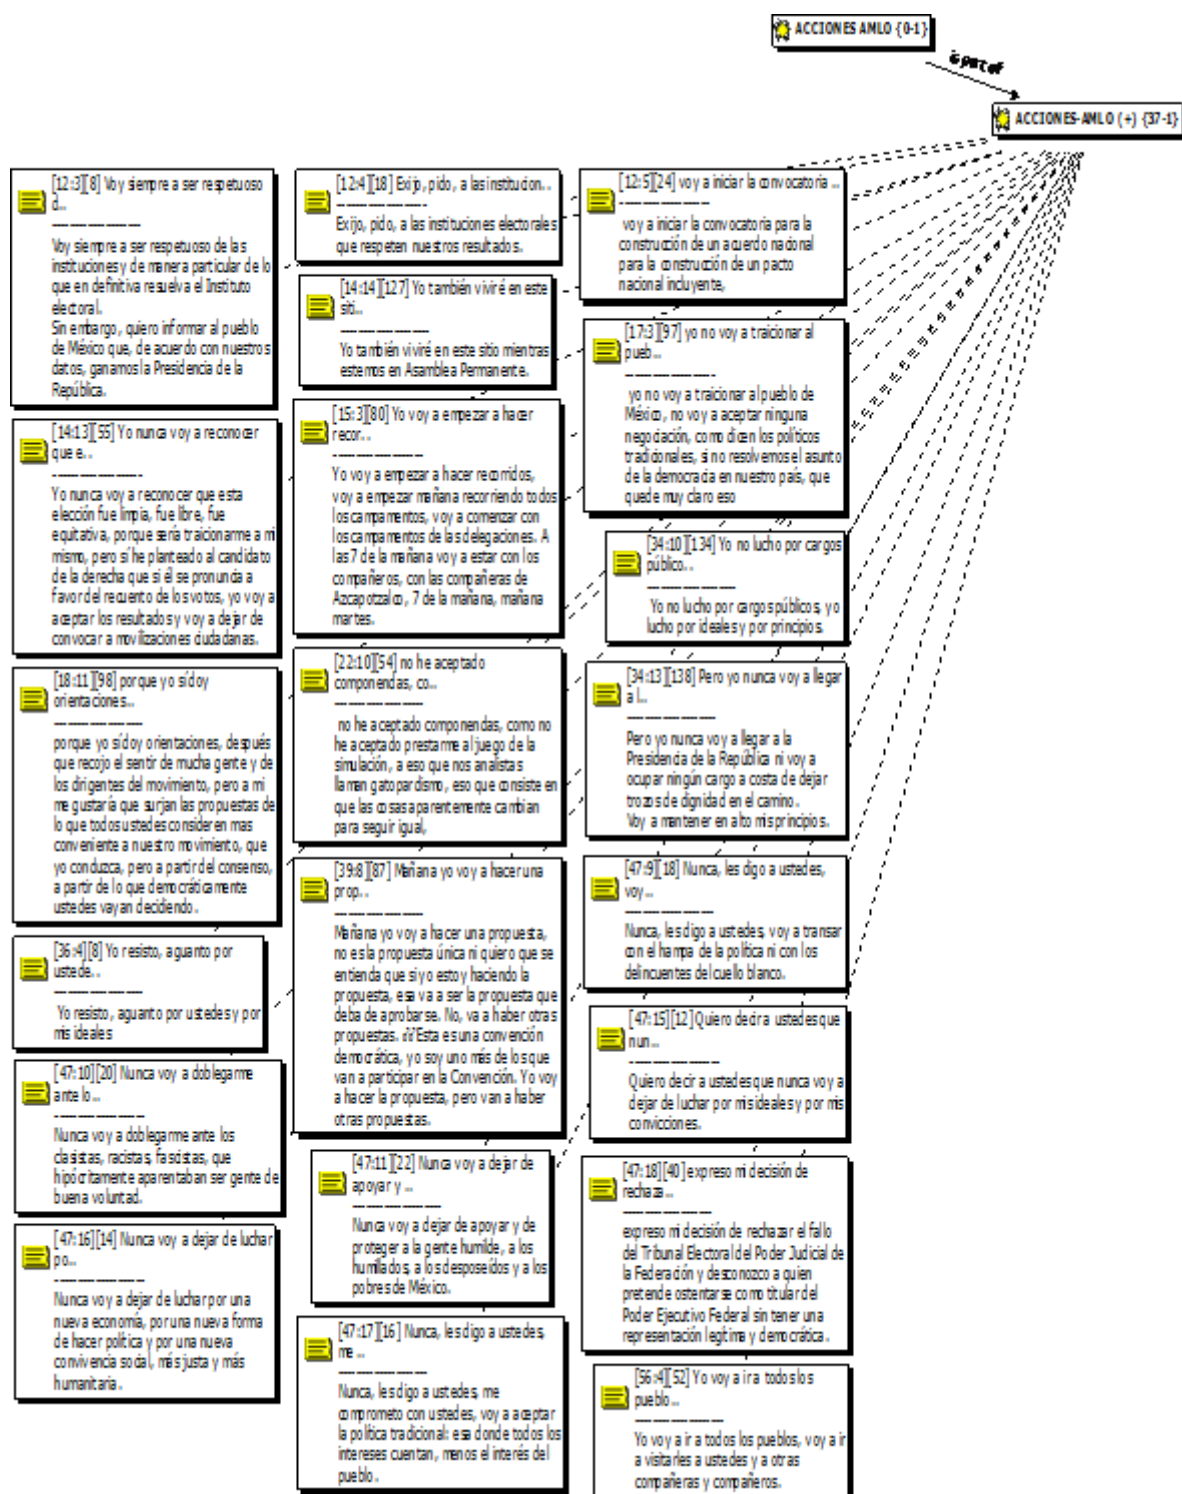 ACCIONES AMLO {0-1}
is part of
ACCIONES-AMLO (+) {37-1}
[12:3][8] Voy siempre a ser respetuoso
d...
Voy siempre a ser respetuoso de las
instituciones y de manera particular de lo
que en definitiva resuelva el Instituto
electoral.
Sin embargo, quiero informar al pueblo
de México que, de acuerdo con nuestros
datos, ganamos la Presidencia de la
República.
[14:13][55] Yo nunca voy a reconocer
que e...
Yo nunca voy a reconocer que esta
elección fue limpia, fue libre, fue
equitativa, porque sería traicionarme a mi
mismo, pero sí he planteado al candidato
de la derecha que si él se pronuncia a
favor del recuento de los votos, yo voy a
aceptar los resultados y voy a dejar de
convocar a movilizaciones ciudadanas.
[18:11][98] porque yo sí doy
orientaciones...
porque yo sí doy orientaciones, después
que recojo el sentir de mucha gente y de
los dirigentes del movimiento, pero a mi
me gustaría que surjan las propuestas de
lo que todos ustedes consideren mas
conveniente a nuestro movimiento, que
yo conduzca, pero a partir del consenso,
a partir de lo que democráticamente
ustedes vayan decidiendo.
[36:4][8] Yo resisto, aguanto por
ustede...
Yo resisto, aguanto por ustedes y por
mis ideales
[47:10][20] Nunca voy a doblegarme
ante lo...
Nunca voy a doblegarme ante los
clasistas, racistas, fascistas, que
hipócritamente aparentaban ser gente de
buena voluntad.
[47:16][14] Nunca voy a dejar de luchar
po...
Nunca voy a dejar de luchar por una
nueva economía, por una nueva forma
de hacer política y por una nueva
convivencia social, más justa y más
humanitaria.
[12:4][18] Exijo, pido, a las institucion...
Exijo, pido, a las instituciones electorales
que respeten nuestros resultados.
[14:14][127] Yo también viviré en este
siti...
Yo también viviré en este sitio mientras
estemos en Asamblea Permanente.
[15:3][80] Yo voy a empezar a hacer
recor...
Yo voy a empezar a hacer recorridos,
voy a empezar mañana recorriendo todos
los campamentos, voy a comenzar con
los campamentos de las delegaciones. A
las 7 de la mañana voy a estar con los
compañeros, con las compañeras de
Azcapotzalco, 7 de la mañana, mañana
martes.
[22:10][54] no he aceptado
componendas, co...
no he aceptado componendas, como no
he aceptado prestarme al juego de la
simulación, a eso que nos analistas
llaman gatopardismo, eso que consiste en
que las cosas aparentemente cambian
para seguir igual,
[39:8][87] Mañana yo voy a hacer una
prop...
Mañana yo voy a hacer una propuesta,
no es la propuesta única ni quiero que se
entienda que si yo estoy haciendo la
propuesta, esa va a ser la propuesta que
deba de aprobarse. No, va a haber otras
propuestas. Esta es una convención
democrática, yo soy uno más de los que
van a participar en la Convención. Yo voy
a hacer la propuesta, pero van a haber
otras propuestas.
[47:11][22] Nunca voy a dejar de
apoyar y ...
Nunca voy a dejar de apoyar y de
proteger a la gente humilde, a los
humillados, a los desposeídos y a los
pobres de México.
[47:17][16] Nunca, les digo a ustedes,
me ...
Nunca, les digo a ustedes, me
comprometo con ustedes, voy a aceptar
la política tradicional: esa donde todos los
intereses cuentan, menos el interés del
pueblo.
[12:5][24] voy a iniciar la convocatoria ...
voy a iniciar la convocatoria para la
construcción de un acuerdo nacional
para la construcción de un pacto
nacional incluyente,
[17:3][97] yo no voy a traicionar al
pueb...
yo no voy a traicionar al pueblo de
México, no voy a aceptar ninguna
negociación, como dicen los políticos
tradicionales, si no resolvemos el asunto
de la democracia en nuestro país, que
quede muy claro eso
[34:10][134] Yo no lucho por cargos
público...
Yo no lucho por cargos públicos, yo
lucho por ideales y por principios.
[34:13][138] Pero yo nunca voy a llegar
a l...
Pero yo nunca voy a llegar a la
Presidencia de la República ni voy a
ocupar ningún cargo a costa de dejar
trozos de dignidad en el camino.
Voy a mantener en alto mis principios.
[47:9][18] Nunca, les digo a ustedes,
voy...
Nunca, les digo a ustedes, voy a transar
con el hampa de la política ni con los
delincuentes del cuello blanco.
[47:15][12] Quiero decir a ustedes que
nun...
Quiero decir a ustedes que nunca voy a
dejar de luchar por mis ideales y por mis
convicciones.
[47:18][40] expreso mi decisión de
rechaza...
expreso mi decisión de rechazar el fallo
del Tribunal Electoral del Poder Judicial de
la Federación y desconozco a quien
pretende ostentarse como titular del
Poder Ejecutivo Federal sin tener una
representación legítima y democrática.
[56:4][52] Yo voy a ir a todos los
pueblo...
Yo voy a ir a todos los pueblos, voy a ir
a visitarles a ustedes y a otras
compañeras y compañeros.